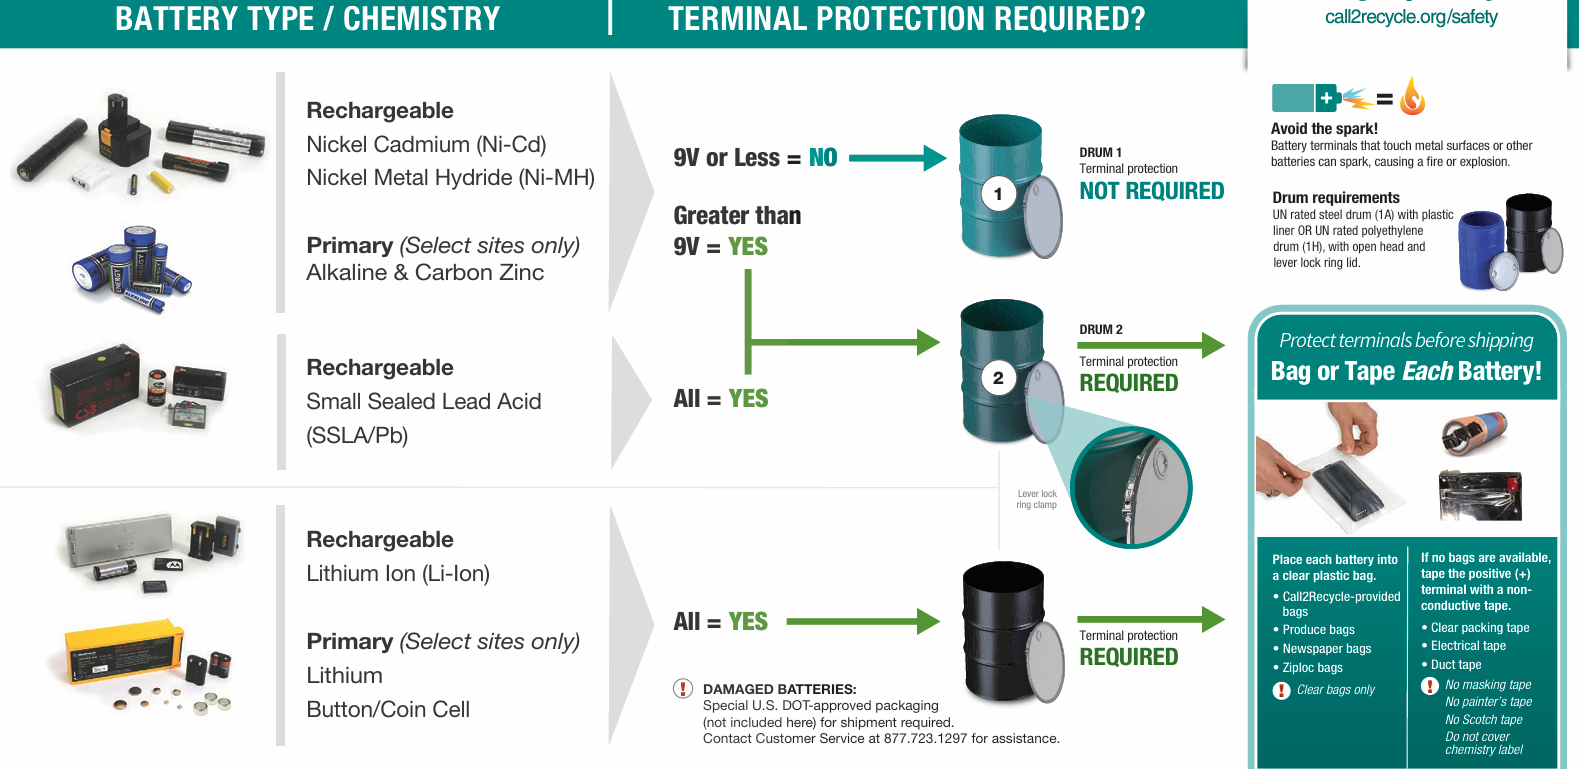 BATTERY TYPE / CHEMISTRY
TERMINAL PROTECTION REQUIRED?
call2recycle.org/safety
Rechargeable
Nickel Cadmium (Ni-Cd)
Nickel Metal Hydride (Ni-MH)
Primary (Select sites only)
Alkaline & Carbon Zinc
9V or Less = NO
Greater than
9V = YES
1
DRUM 1
Terminal protection
NOT REQUIRED
Rechargeable
Small Sealed Lead Acid
(SSLA/Pb)
All = YES
2
DRUM 2
Terminal protection
REQUIRED
Lever lock
ring clamp
Rechargeable
Lithium Ion (Li-Ion)
Primary (Select sites only)
Lithium
Button/Coin Cell
All = YES
Terminal protection
REQUIRED
! DAMAGED BATTERIES:
Special U.S. DOT-approved packaging
(not included here) for shipment required.
Contact Customer Service at 877.723.1297 for assistance.
+ =
Avoid the spark!
Battery terminals that touch metal surfaces or other
batteries can spark, causing a fire or explosion.
Drum requirements
UN rated steel drum (1A) with plastic
liner OR UN rated polyethylene
drum (1H), with open head and
lever lock ring lid.
Protect terminals before shipping
Bag or Tape Each Battery!
Place each battery into
a clear plastic bag.
• Call2Recycle-provided
bags
• Produce bags
• Newspaper bags
• Ziploc bags
! Clear bags only
If no bags are available,
tape the positive (+)
terminal with a non-
conductive tape.
• Clear packing tape
• Electrical tape
• Duct tape
! No masking tape
No painter's tape
No Scotch tape
Do not cover
chemistry label
ENERGY
ENERGY
ALKALINE
CSB